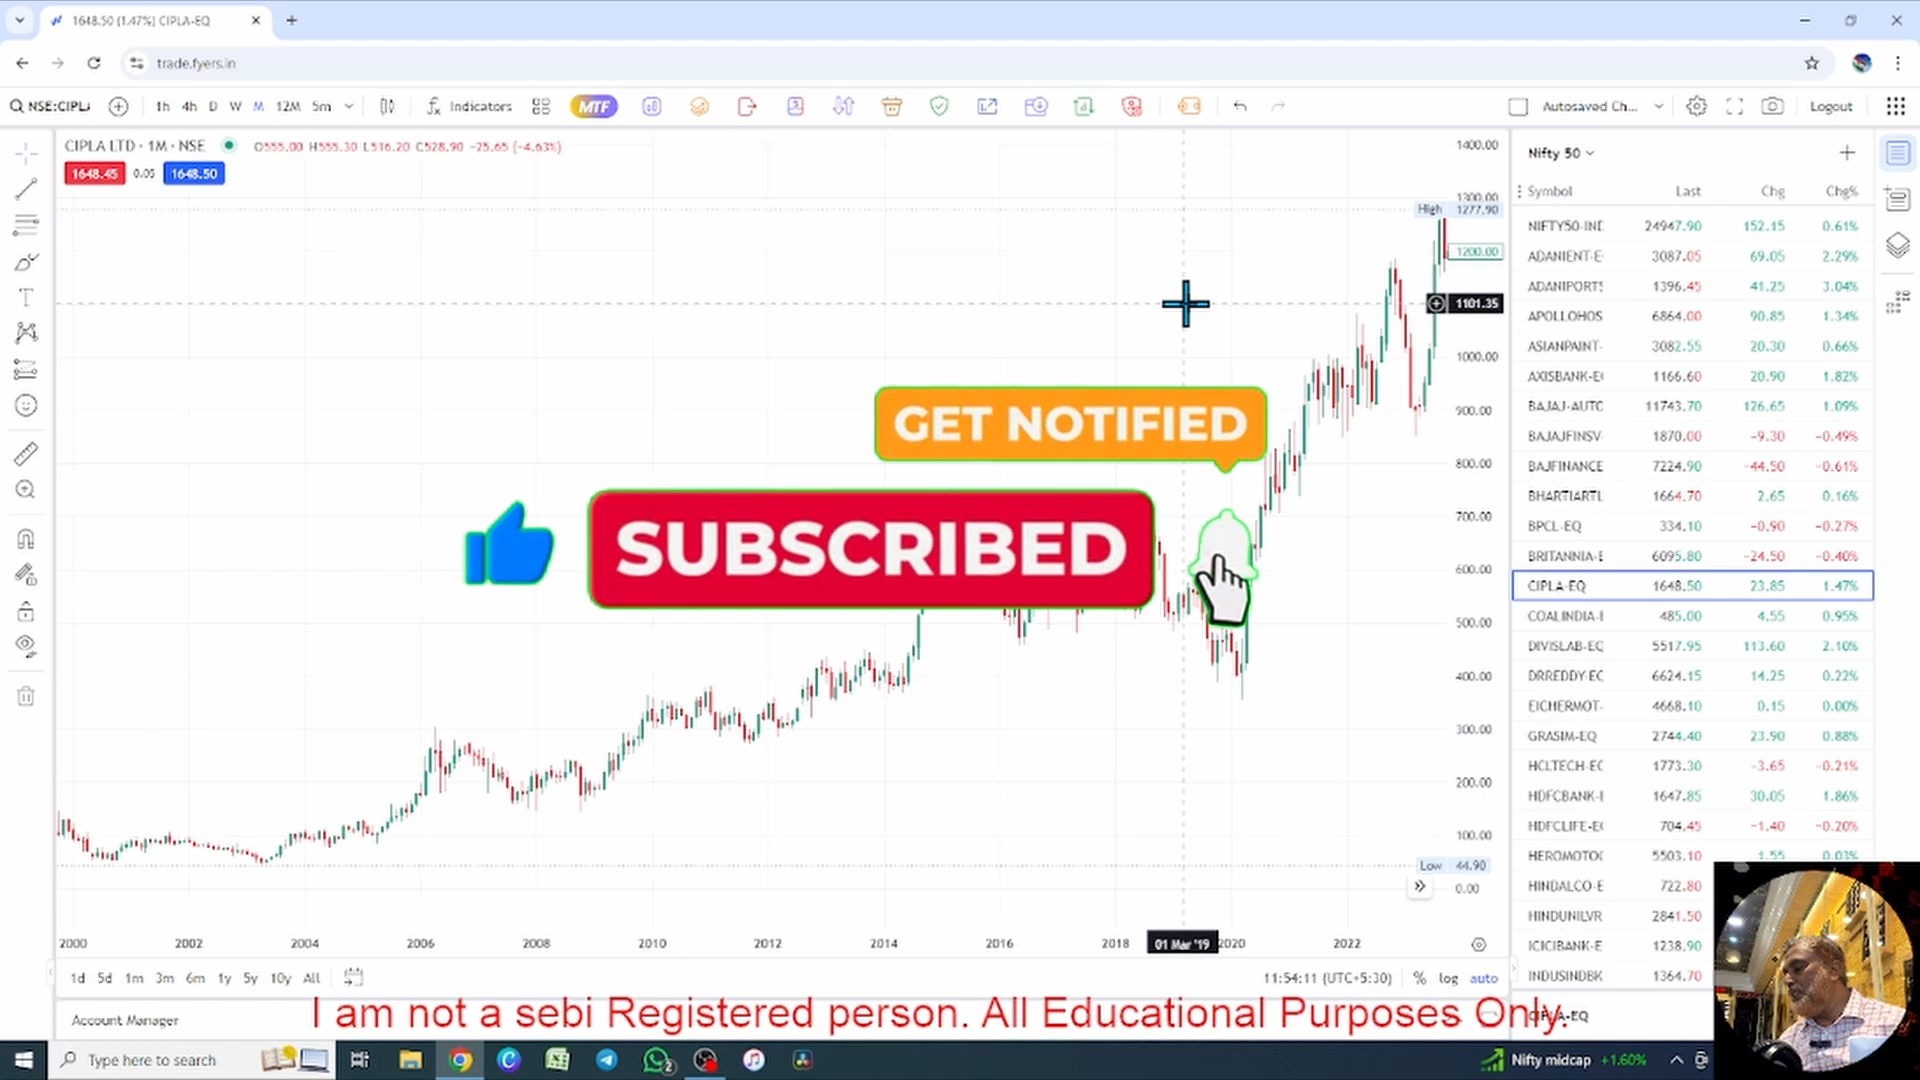 1648.50 (1.47%) CIPLA-EQ
trade.fyers.in
NSE:CIPLA
1h 4h D W M 12M 5m
Indicators
MTF
Autosaved Ch...
Logout
CIPLA LTD · 1M · NSE
O555.00 H555.30 L516.20 C528.90 -25.65 (-4.63%)
1648.45 0.05 1648.50
1400.00
1300.00
High 1277.90
1200.00
1101.35
1000.00
900.00
800.00
700.00
600.00
500.00
400.00
300.00
200.00
100.00
Low 44.90
0.00
GET NOTIFIED
SUBSCRIBED
2000 2002 2004 2006 2008 2010 2012 2014 2016 2018 01 Mar '19 2020 2022
1d 5d 1m 3m 6m 1y 5y 10y All
11:54:11 (UTC+5:30) % log auto
Nifty 50
Symbol Last Chg Chg%
NIFTY50-IND 24947.90 152.15 0.61%
ADANIENT-E 3087.05 69.05 2.29%
ADANIPORTS 1396.45 41.25 3.04%
APOLLOHOS 6864.00 90.85 1.34%
ASIANPAINT- 3082.55 20.30 0.66%
AXISBANK-E 1166.60 20.90 1.82%
BAJAJ-AUTO 11743.70 126.65 1.09%
BAJAJFINSV- 1870.00 -9.30 -0.49%
BAJFINANCE 7224.90 -44.50 -0.61%
BHARTIARTL 1664.70 2.65 0.16%
BPCL-EQ 334.10 -0.90 -0.27%
BRITANNIA-E 6095.80 -24.50 -0.40%
CIPLA-EQ 1648.50 23.85 1.47%
COALINDIA-E 485.00 4.55 0.95%
DIVISLAB-EQ 5517.95 113.60 2.10%
DRREDDY-EQ 6624.15 14.25 0.22%
EICHERMOT- 4668.10 0.15 0.00%
GRASIM-EQ 2744.40 23.90 0.88%
HCLTECH-EQ 1773.30 -3.65 -0.21%
HDFCBANK-E 1647.85 30.05 1.86%
HDFCLIFE-EQ 704.45 -1.40 -0.20%
HEROMOTOC 5503.10 1.55 0.03%
HINDALCO-E 722.80
HINDUNILVR 2841.50
ICICIBANK-E 1238.90
INDUSINDBK 1364.70
Account Manager
I am not a sebi Registered person. All Educational Purposes Only.
Type here to search
2
Nifty midcap +1.60%